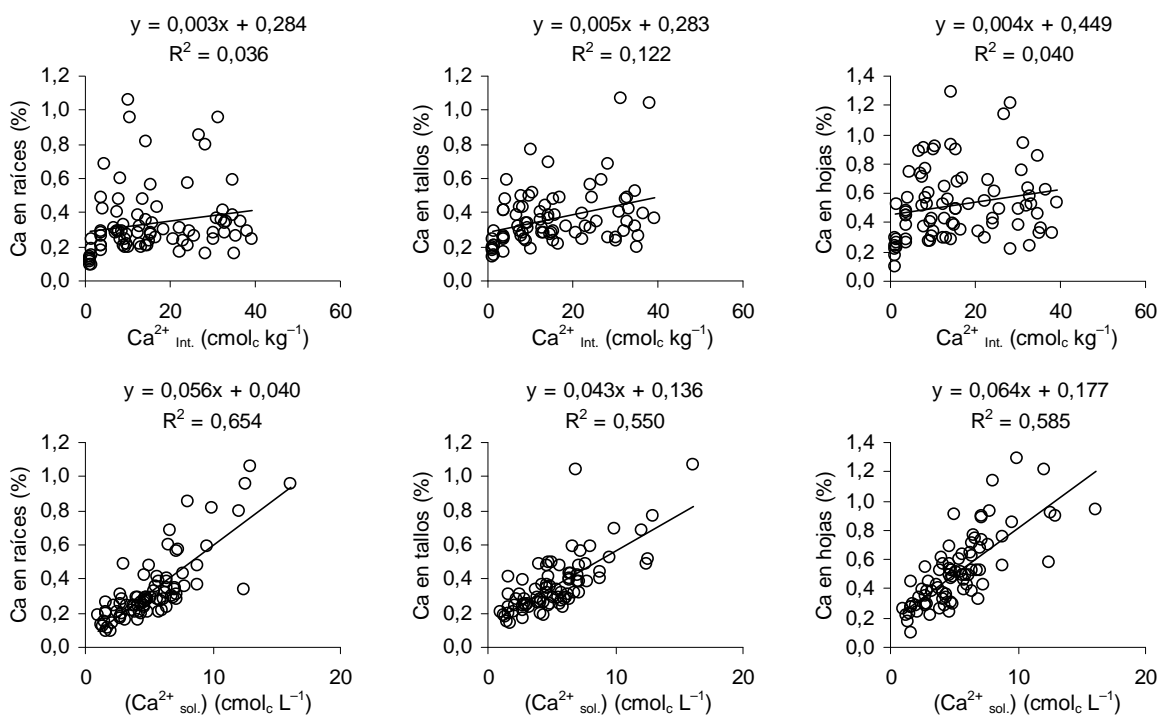 y = 0,003x + 0,284
R² = 0,036
Ca en raíces (%)
1,2
1,0
0,8
0,6
0,4
0,2
0,0
0 20 40 60
Ca²⁺ Int. (cmolc kg⁻¹)
y = 0,005x + 0,283
R² = 0,122
Ca en tallos (%)
1,2
1,0
0,8
0,6
0,4
0,2
0,0
0 20 40 60
Ca²⁺ Int. (cmolc kg⁻¹)
y = 0,004x + 0,449
R² = 0,040
Ca en hojas (%)
1,4
1,2
1,0
0,8
0,6
0,4
0,2
0,0
0 20 40 60
Ca²⁺ Int. (cmolc kg⁻¹)
y = 0,056x + 0,040
R² = 0,654
Ca en raíces (%)
1,2
1,0
0,8
0,6
0,4
0,2
0,0
0 10 20
(Ca²⁺ sol.) (cmolc L⁻¹)
y = 0,043x + 0,136
R² = 0,550
Ca en tallos (%)
1,2
1,0
0,8
0,6
0,4
0,2
0,0
0 10 20
(Ca²⁺ sol.) (cmolc L⁻¹)
y = 0,064x + 0,177
R² = 0,585
Ca en hojas (%)
1,4
1,2
1,0
0,8
0,6
0,4
0,2
0,0
0 10 20
(Ca²⁺ sol.) (cmolc L⁻¹)